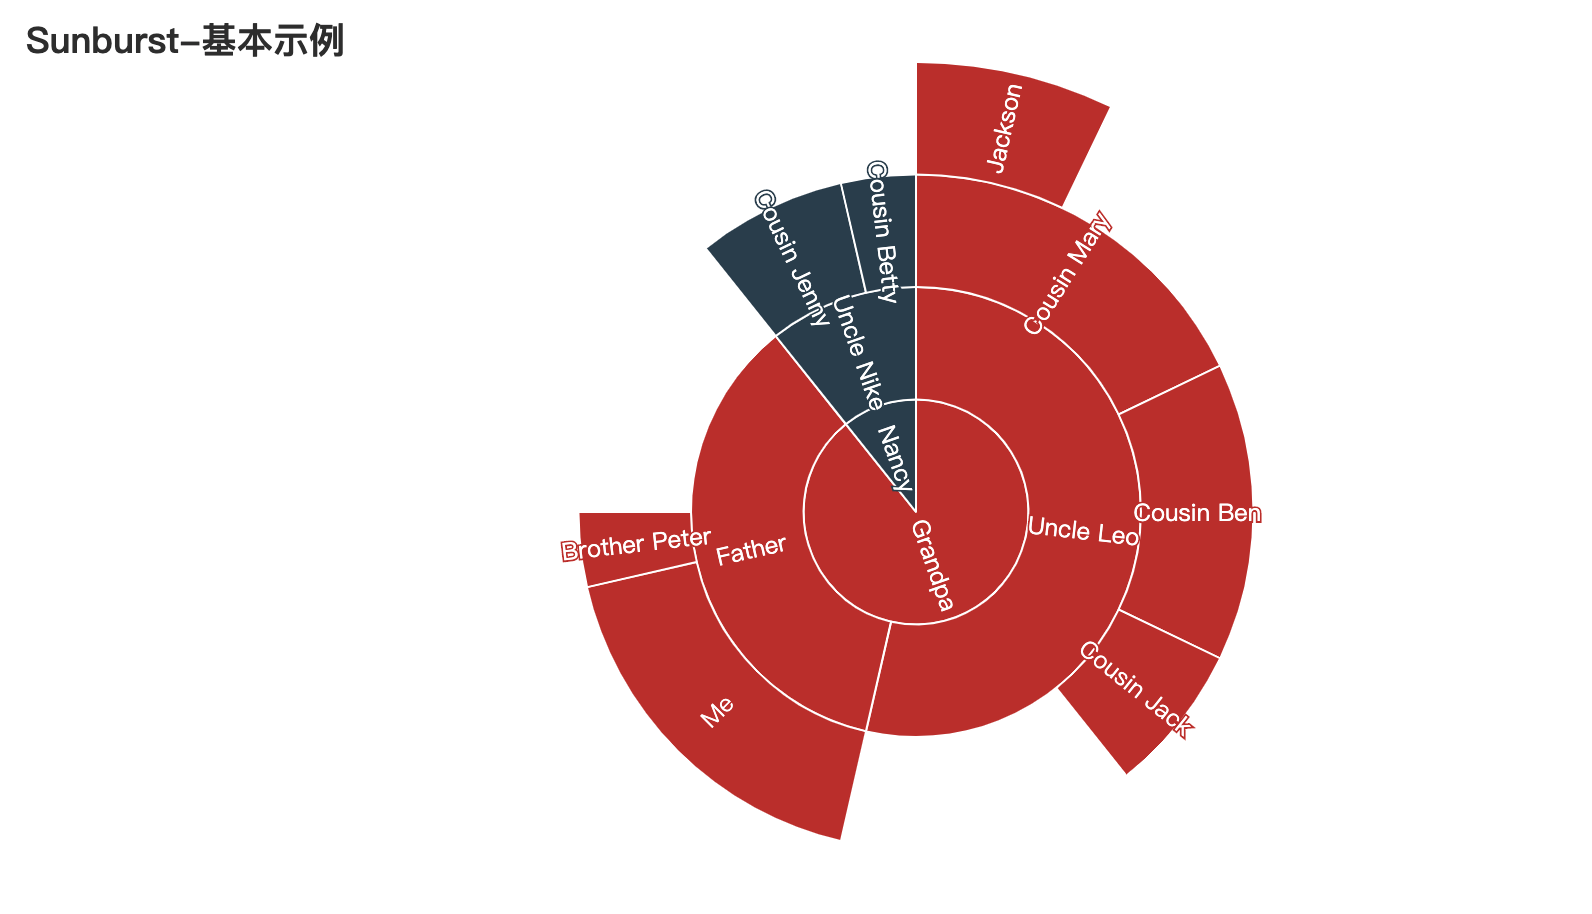 Sunburst-基本示例
Jackson
Cousin Mary
Cousin Betty
Cousin Jenny
Uncle Nike
Nancy
Grandpa
Uncle Leo
Cousin Ben
Cousin Jack
Father
Brother Peter
Me